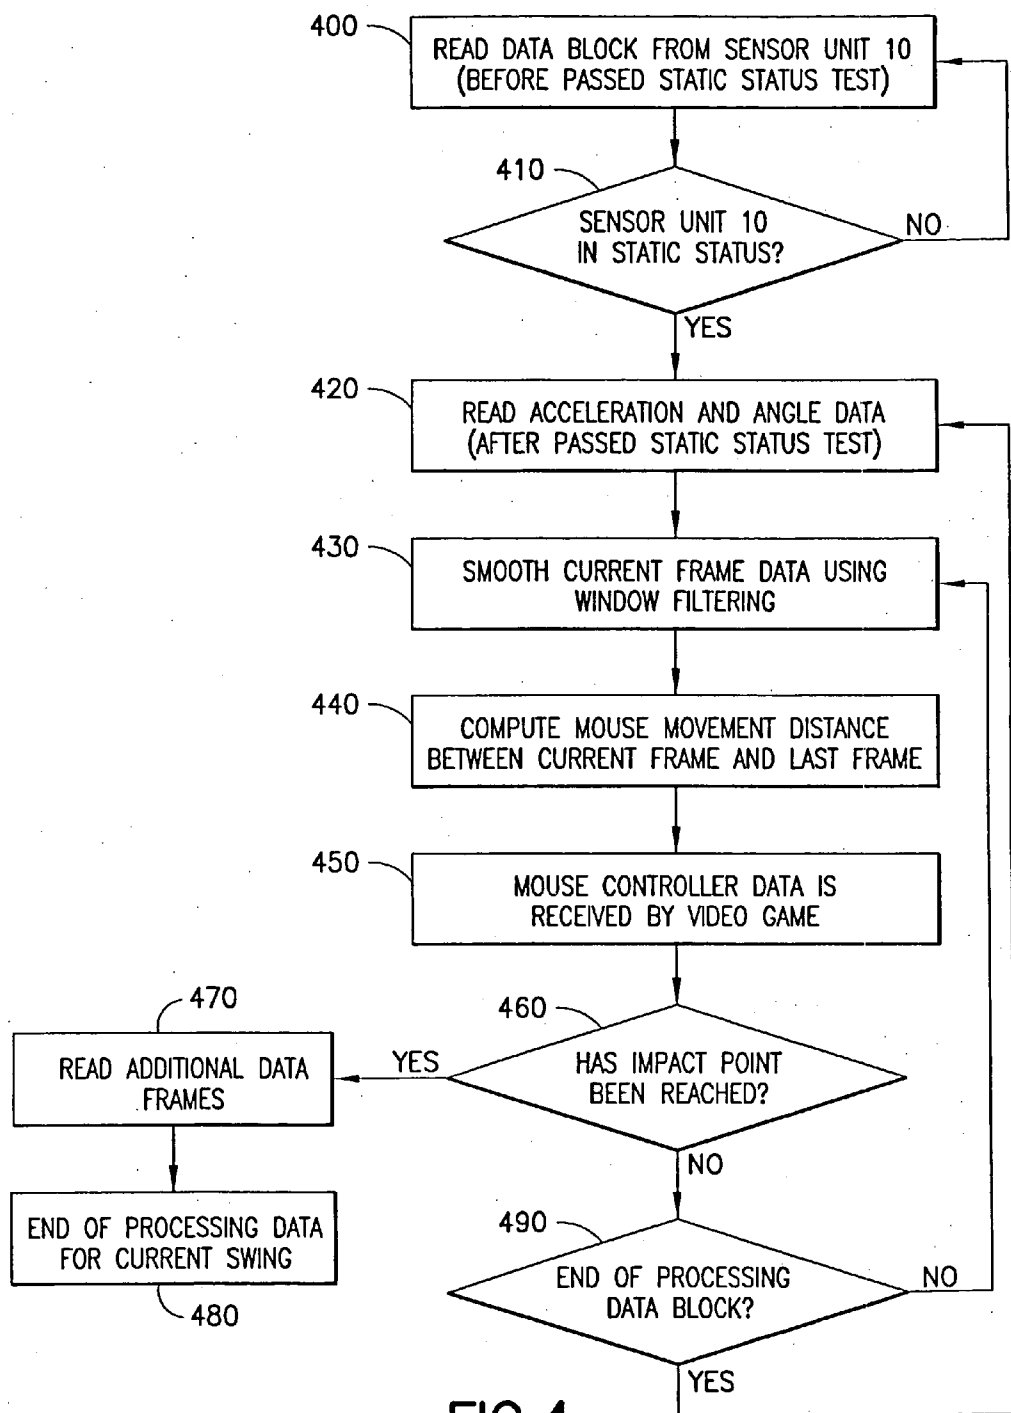 400
READ DATA BLOCK FROM SENSOR UNIT 10
(BEFORE PASSED STATIC STATUS TEST)
410
SENSOR UNIT 10
IN STATIC STATUS?
NO
YES
420
READ ACCELERATION AND ANGLE DATA
(AFTER PASSED STATIC STATUS TEST)
430
SMOOTH CURRENT FRAME DATA USING
WINDOW FILTERING
440
COMPUTE MOUSE MOVEMENT DISTANCE
BETWEEN CURRENT FRAME AND LAST FRAME
450
MOUSE CONTROLLER DATA IS
RECEIVED BY VIDEO GAME
460
HAS IMPACT POINT
BEEN REACHED?
YES
NO
470
READ ADDITIONAL DATA
FRAMES
END OF PROCESSING DATA
FOR CURRENT SWING
480
490
END OF PROCESSING
DATA BLOCK?
NO
YES